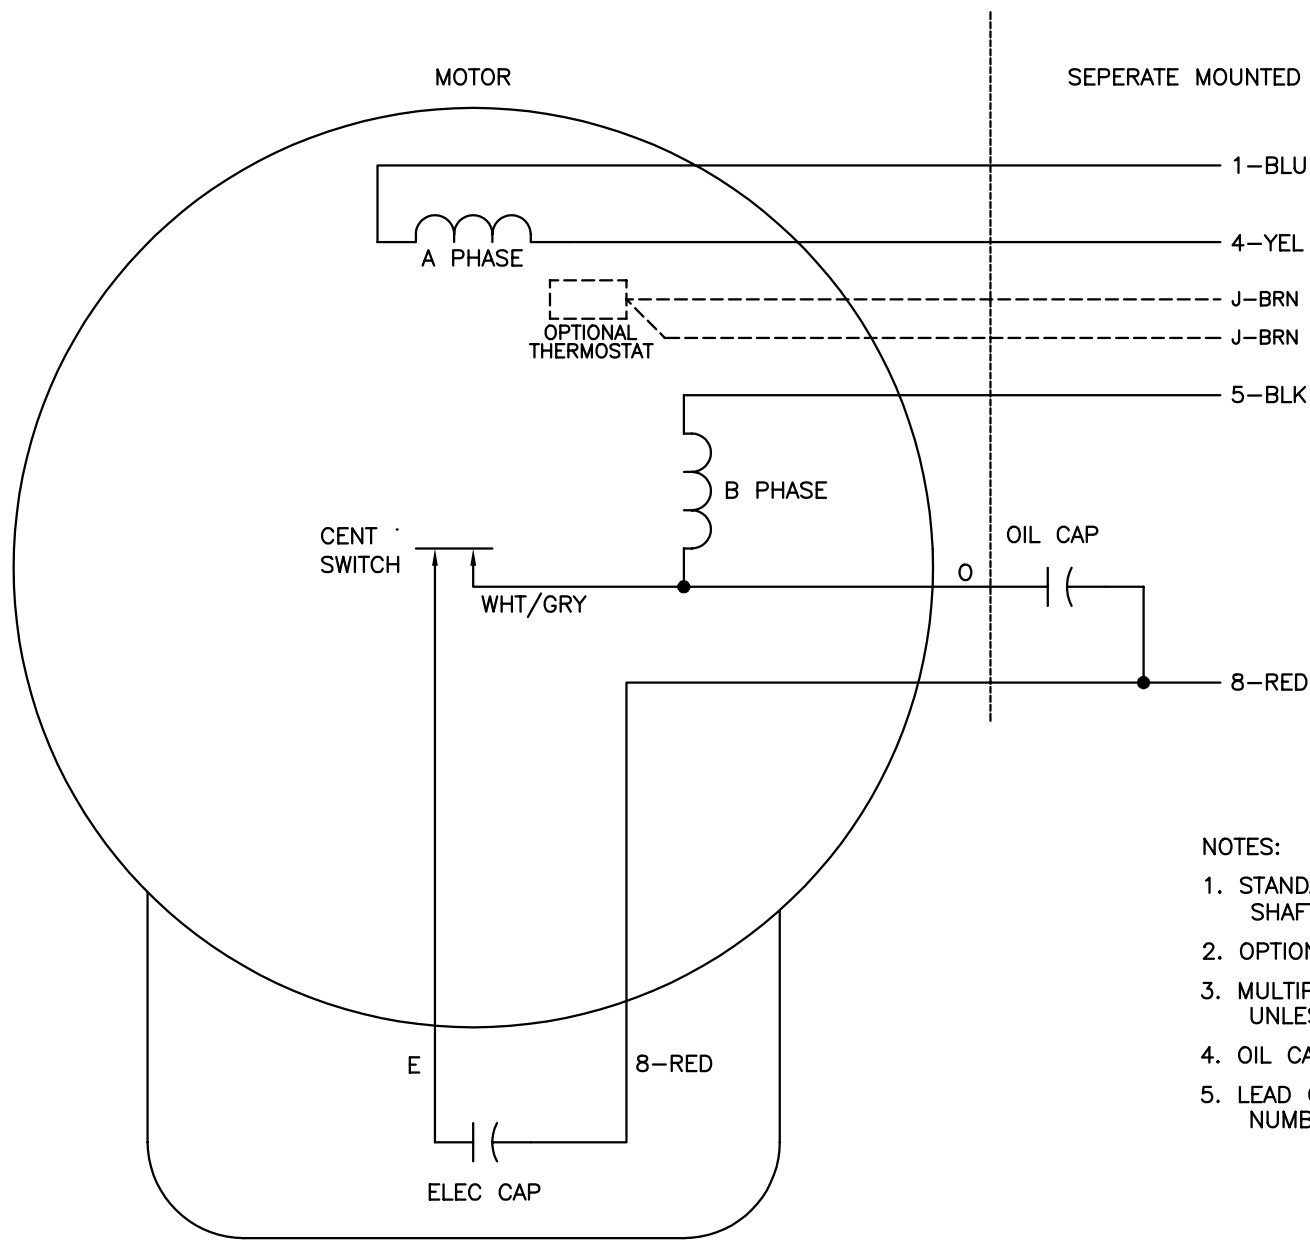 MOTOR
SEPERATE MOUNTED
1-BLU
4-YEL
A PHASE
J-BRN
OPTIONAL
THERMOSTAT
J-BRN
5-BLK
B PHASE
CENT
SWITCH
OIL CAP
O
WHT/GRY
8-RED
NOTES:
1.
2.
3.
4. OIL
5. LEAD
E
8-RED
ELEC CAP